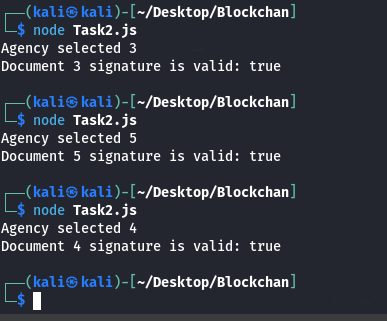 ┌──(kali㉿kali)-[~/Desktop/Blockchan]
└─$ node Task2.js
Agency selected 3
Document 3 signature is valid: true
┌──(kali㉿kali)-[~/Desktop/Blockchan]
└─$ node Task2.js
Agency selected 5
Document 5 signature is valid: true
┌──(kali㉿kali)-[~/Desktop/Blockchan]
└─$ node Task2.js
Agency selected 4
Document 4 signature is valid: true
┌──(kali㉿kali)-[~/Desktop/Blockchan]
└─$